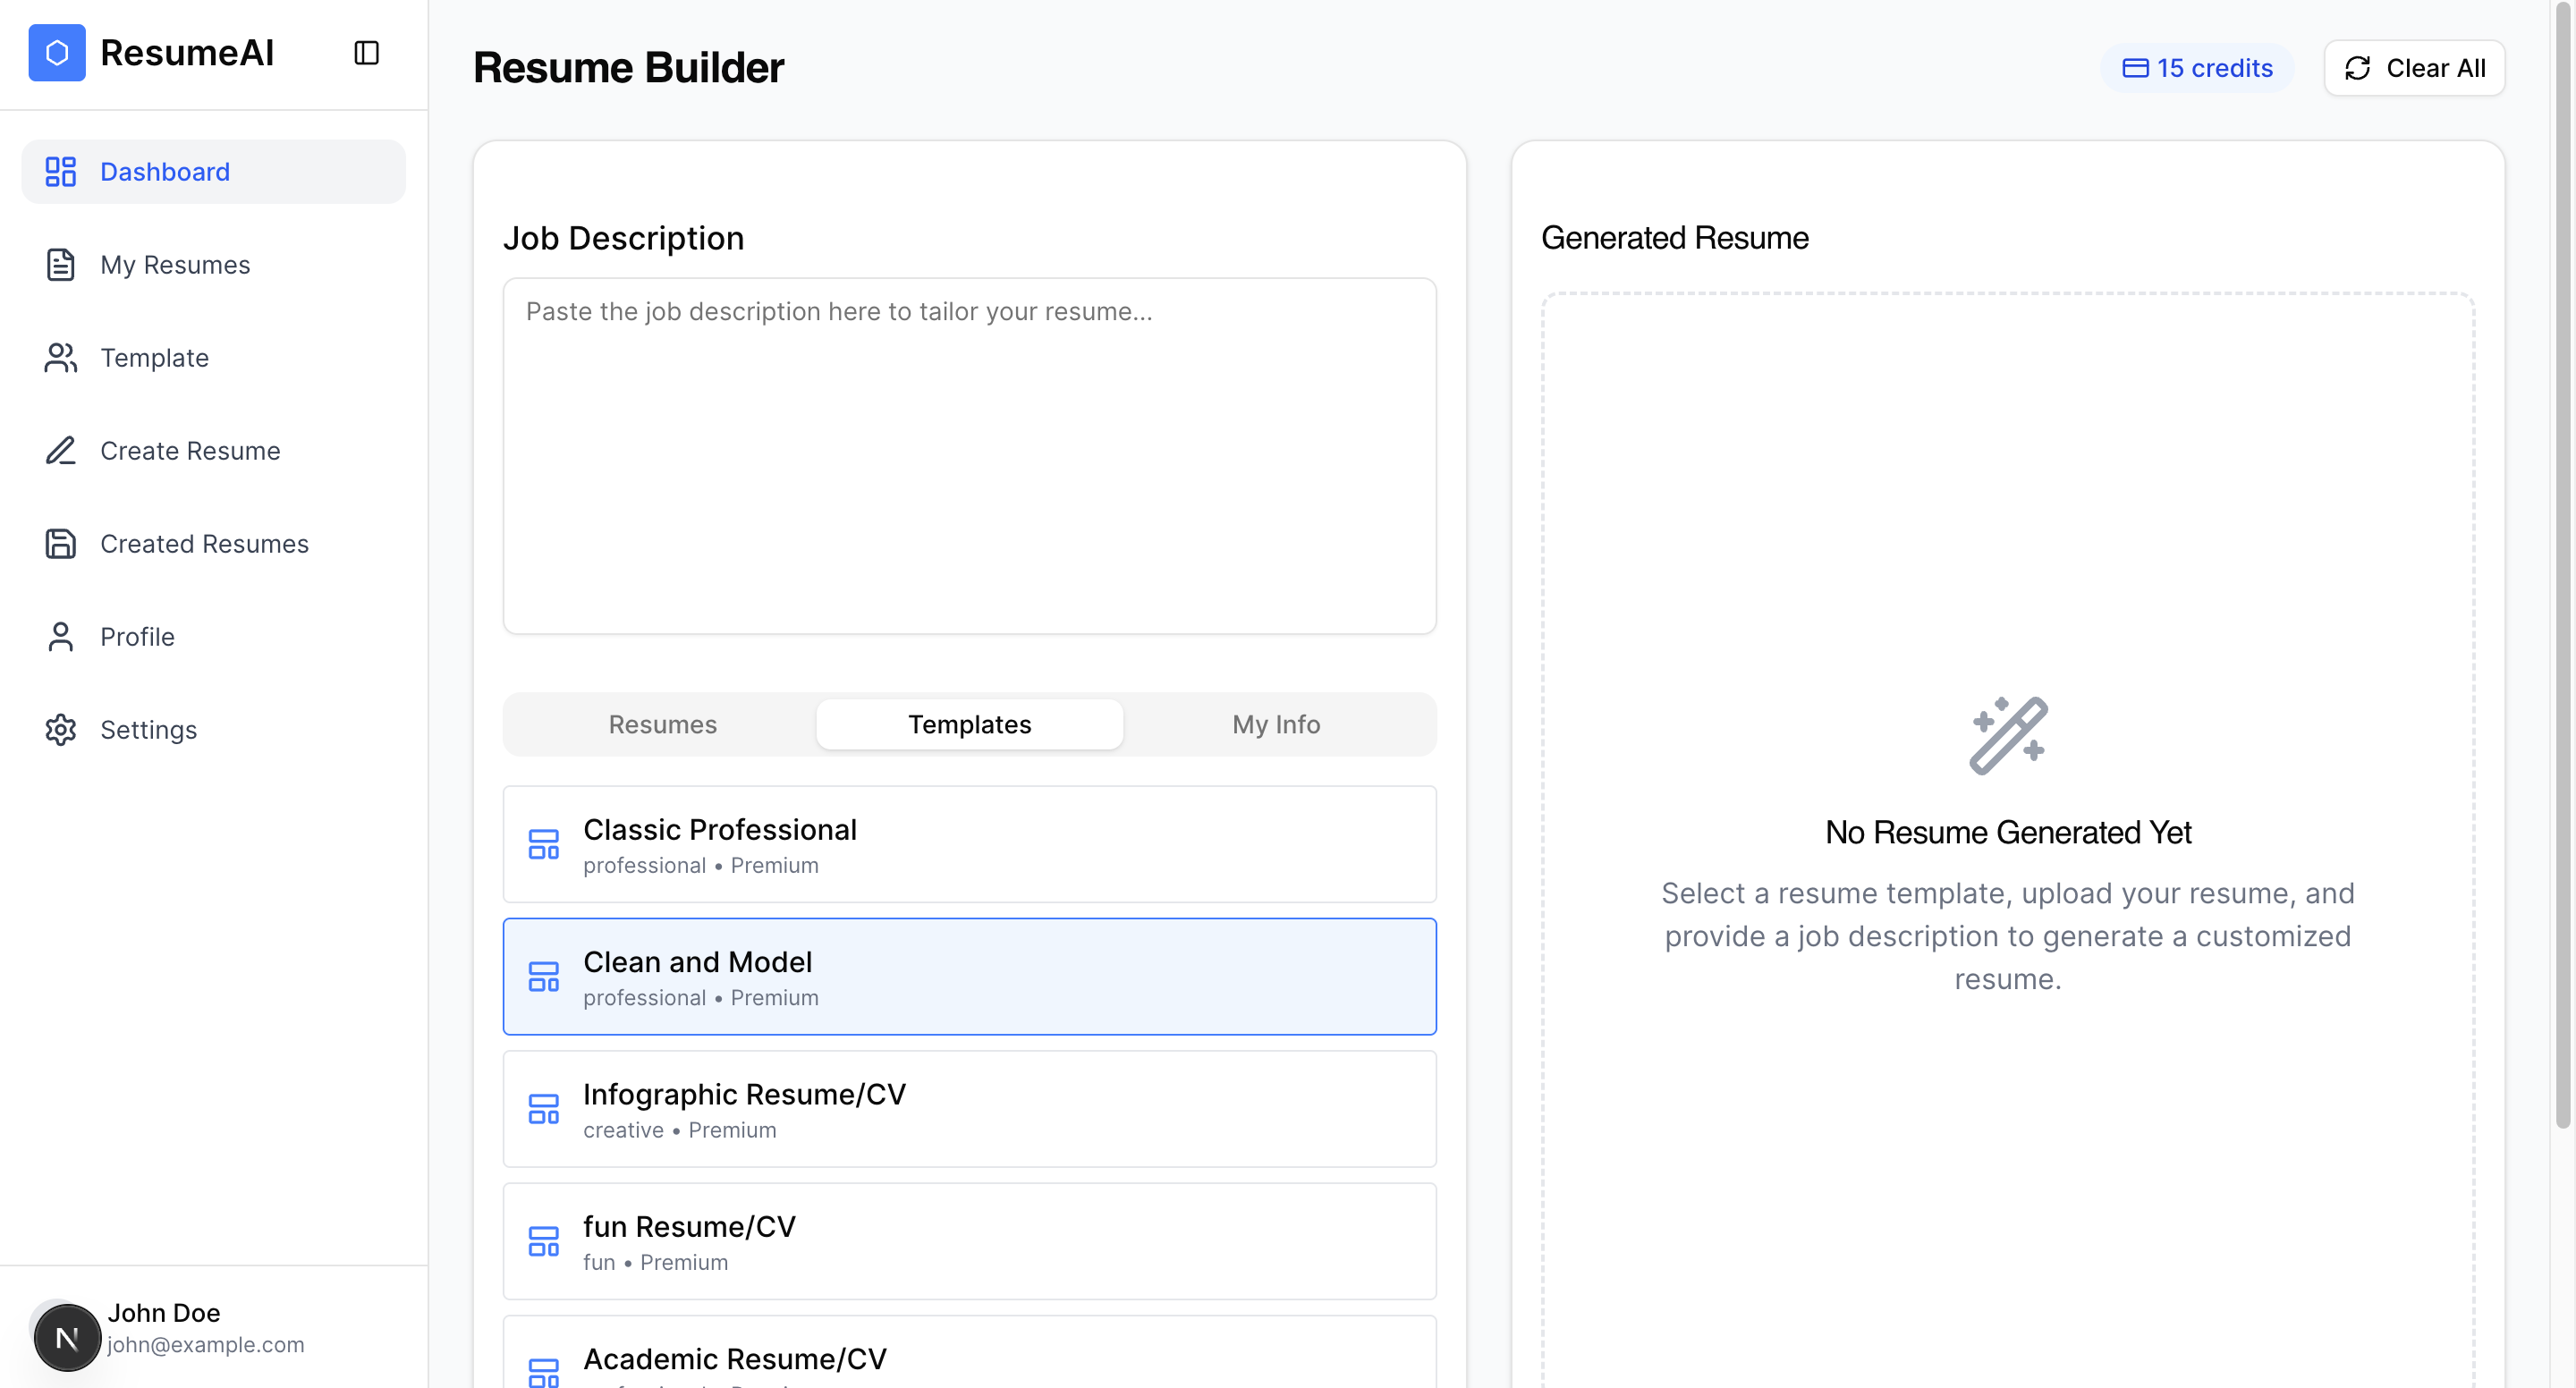 ResumeAI
Dashboard
My Resumes
Template
Create Resume
Created Resumes
Profile
Settings
N
John Doe
john@example.com
Resume Builder
15 credits
Clear All
Job Description
Paste the job description here to tailor your resume...
Resumes
Templates
My Info
Classic Professional
professional • Premium
Clean and Model
professional • Premium
Infographic Resume/CV
creative • Premium
fun Resume/CV
fun • Premium
Academic Resume/CV
Generated Resume
No Resume Generated Yet
Select a resume template, upload your resume, and
provide a job description to generate a customized
resume.